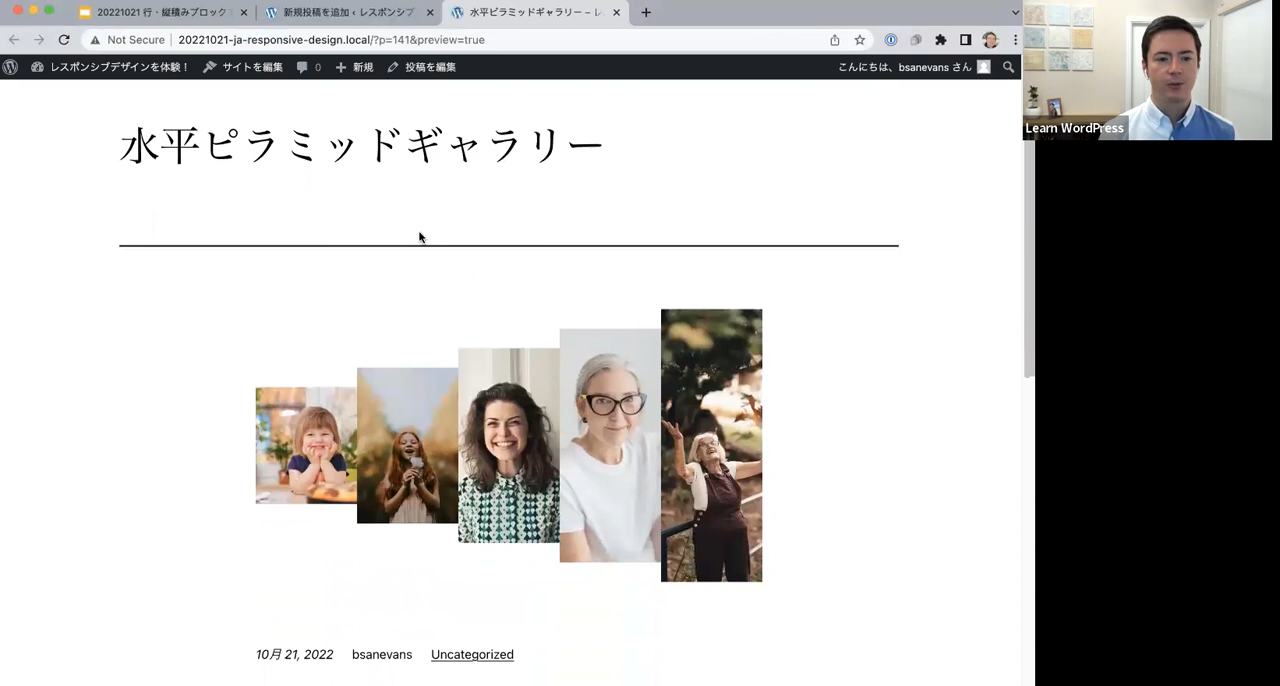 20221021 行・縦積みブロック
新規投稿を追加 ‹ レスポンシブ
水平ピラミッドギャラリー – レ
Not Secure
20221021-ja-responsive-design.local/?p=141&preview=true
レスポンシブデザインを体験！
サイトを編集
0
新規
投稿を編集
こんにちは、bsanevans さん
Learn WordPress
水平ピラミッドギャラリー
10月 21, 2022
bsanevans
Uncategorized